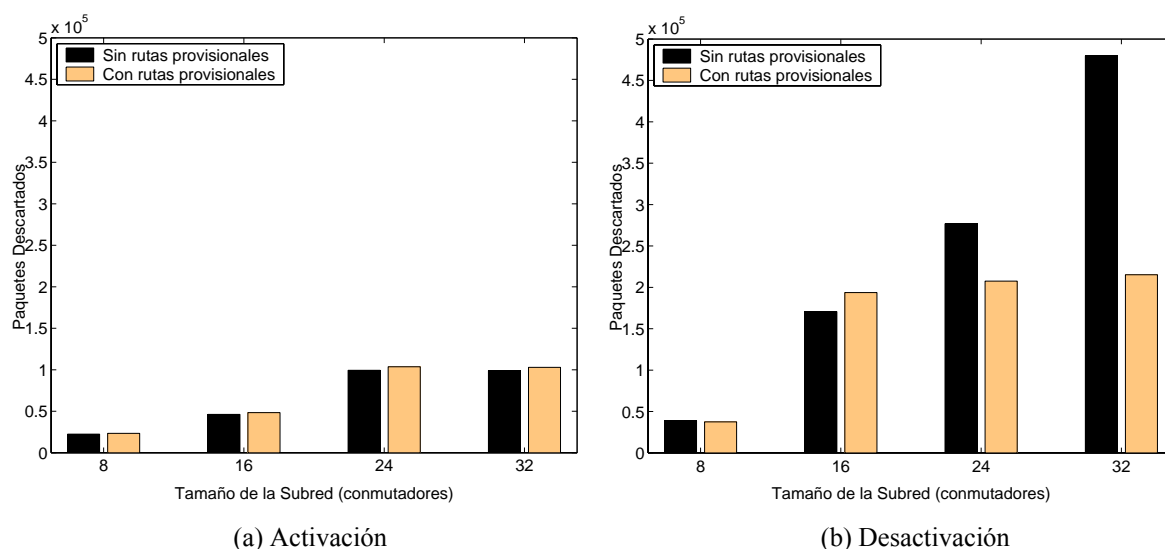 x 10^5
5
4.5
4
3.5
3
2.5
2
1.5
1
0.5
0
Paquetes Descartados
Sin rutas provisionales
Con rutas provisionales
8 16 24 32
Tamaño de la Subred (conmutadores)
(a) Activación
x 10^5
5
4.5
4
3.5
3
2.5
2
1.5
1
0.5
0
Paquetes Descartados
Sin rutas provisionales
Con rutas provisionales
8 16 24 32
Tamaño de la Subred (conmutadores)
(b) Desactivación